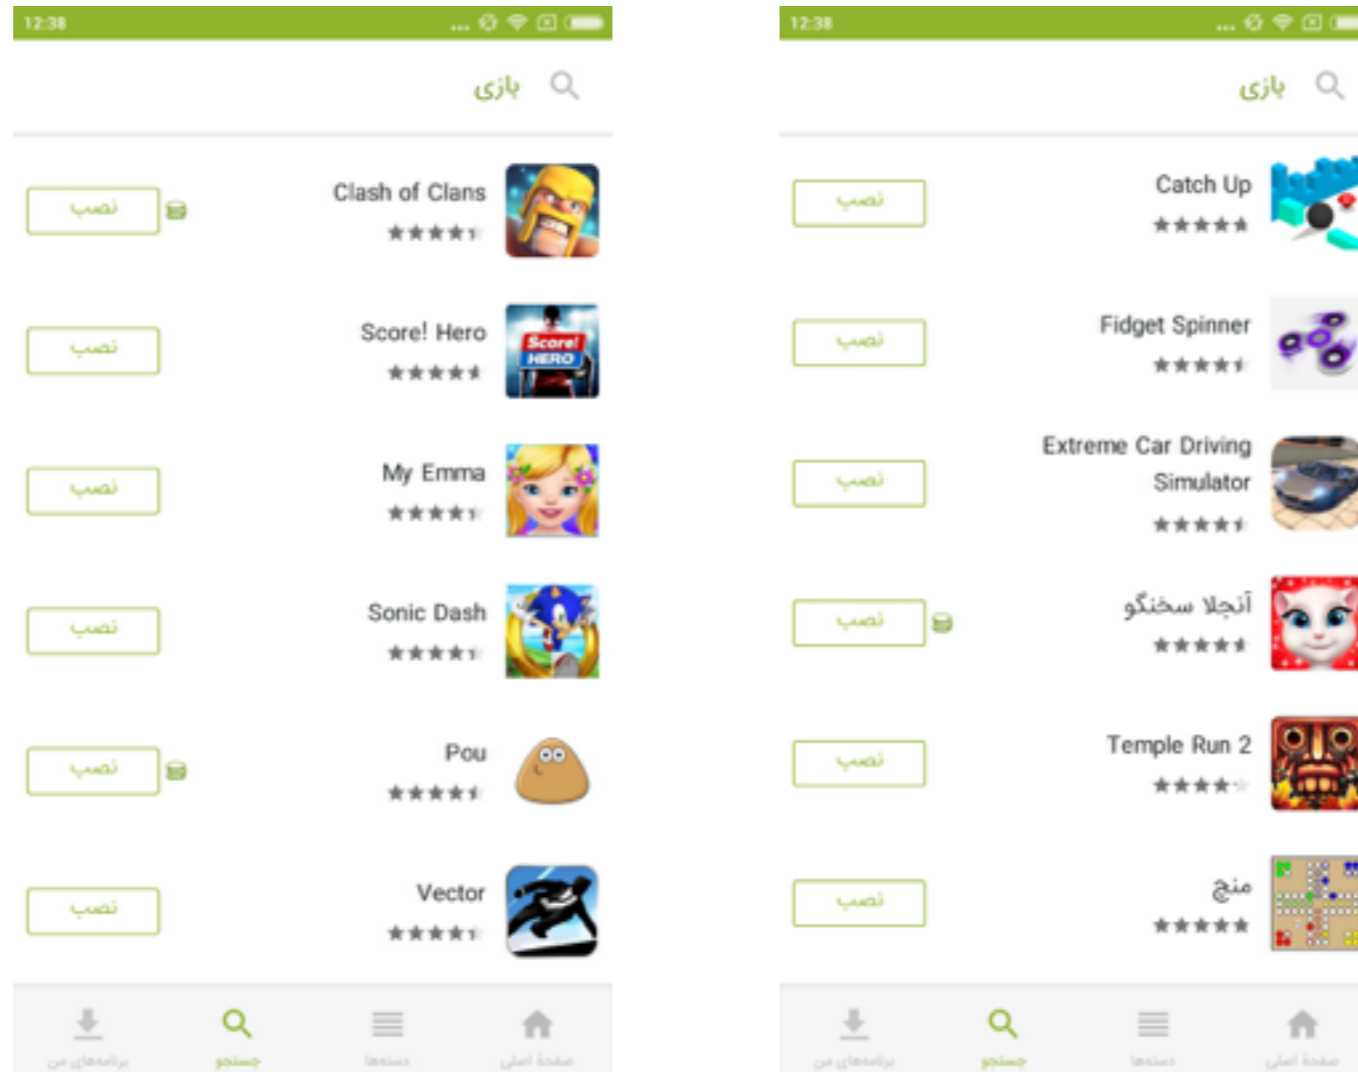 12:38
بازی
Clash of Clans
نصب
Score! Hero
Score!
HERO
نصب
My Emma
نصب
Sonic Dash
نصب
Pou
نصب
Vector
نصب
صفحهٔ اصلی
دسته‌ها
جستجو
برنامه‌های من
12:38
بازی
Catch Up
نصب
Fidget Spinner
نصب
Extreme Car Driving
Simulator
نصب
آنجلا سخنگو
نصب
Temple Run 2
نصب
منچ
نصب
صفحهٔ اصلی
دسته‌ها
جستجو
برنامه‌های من